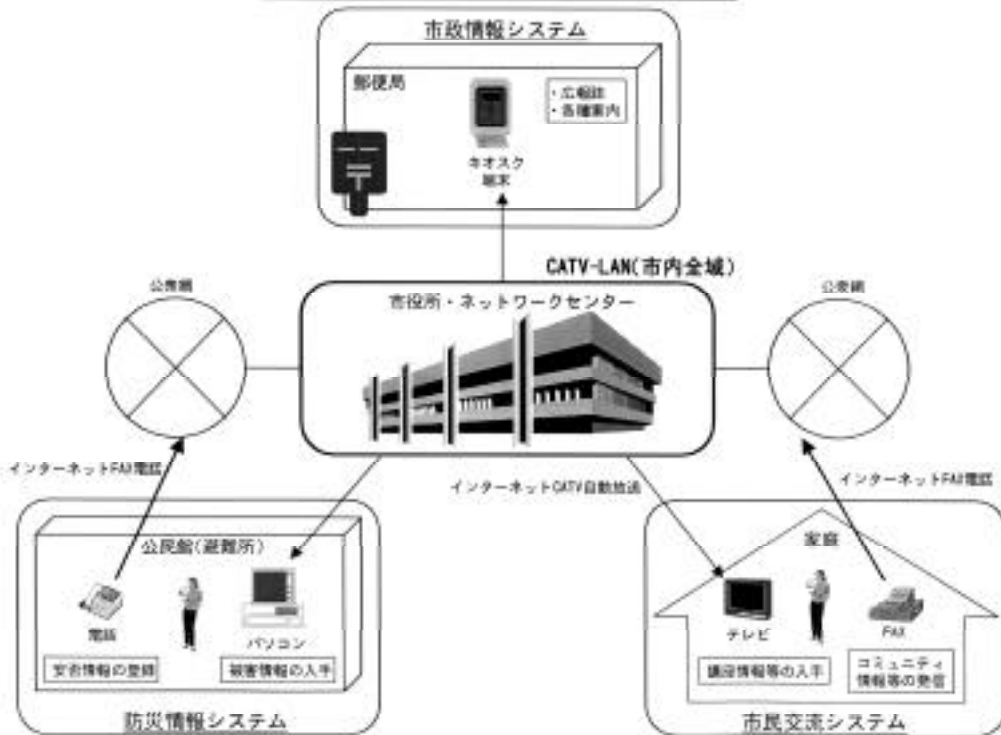 市政情報システム
郵便局
・広報誌
・各種案内
キオスク
端末
CATV-LAN(市内全域)
公衆網
市役所・ネットワークセンター
公衆網
インターネットFAX電話
インターネットCATV自動放送
インターネットFAX電話
公民館(避難所)
電話
パソコン
安否情報の登録
被害情報の入手
防災情報システム
家庭
テレビ
FAX
講座情報等の入手
コミュニティ
情報等の発信
市民交流システム